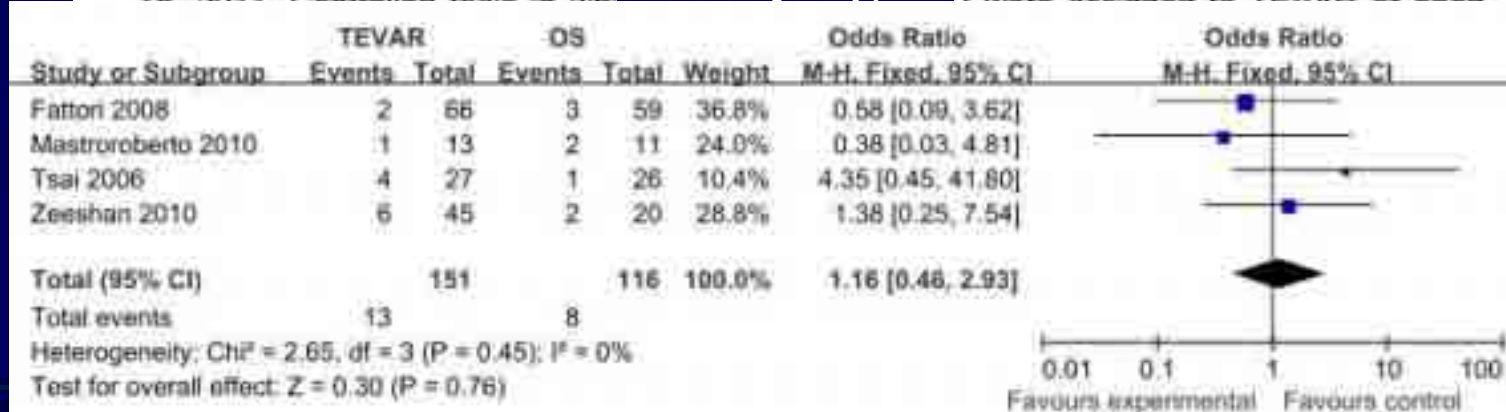 TEVAR OS Odds Ratio Odds Ratio
Study or Subgroup Events Total Events Total Weight M-H, Fixed, 95% CI M-H, Fixed, 95% CI
Fattori 2008 2 66 3 59 36.8% 0.58 [0.09, 3.62]
Mastroroberto 2010 1 13 2 11 24.0% 0.38 [0.03, 4.81]
Tsai 2006 4 27 1 26 10.4% 4.35 [0.45, 41.80]
Zeeshan 2010 6 45 2 20 28.8% 1.38 [0.25, 7.54]
Total (95% CI) 151 116 100.0% 1.16 [0.46, 2.93]
Total events 13 8
Heterogeneity: Chi² = 2.65, df = 3 (P = 0.45); I² = 0%
Test for overall effect: Z = 0.30 (P = 0.76)
0.01 0.1 1 10 100
Favours experimental Favours control